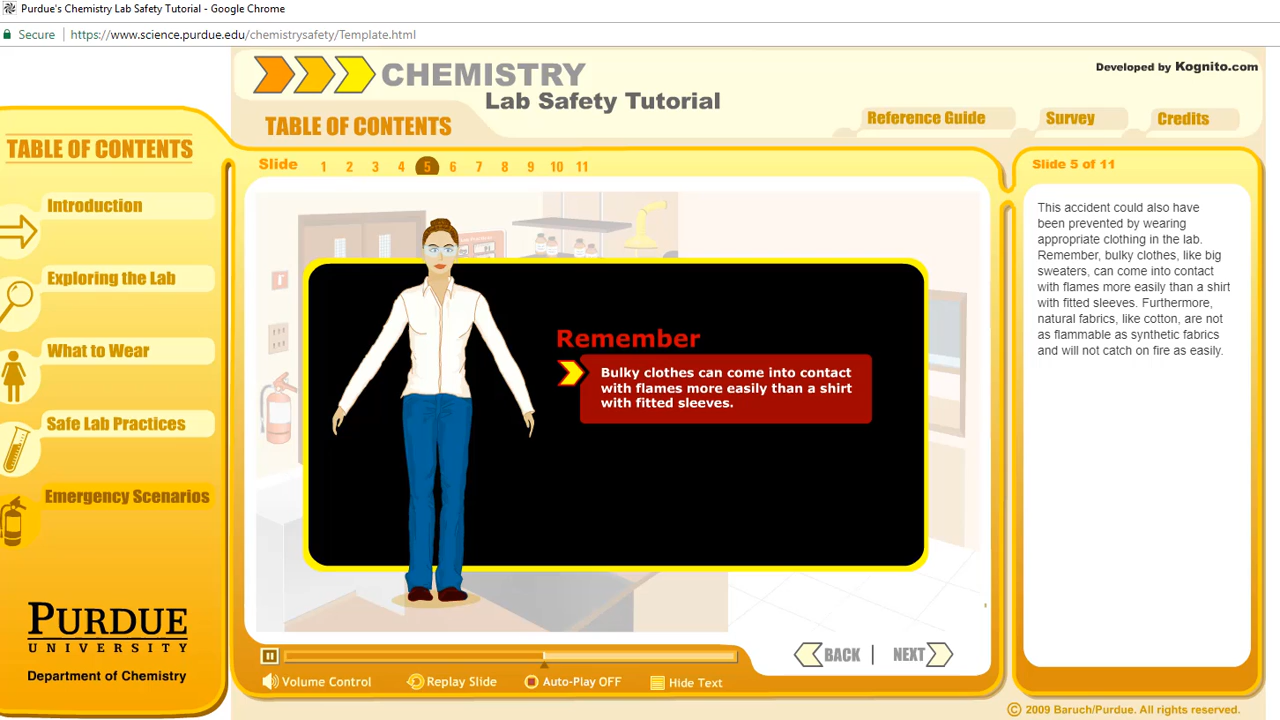 Purdue's Chemistry Lab Safety Tutorial - Google Chrome
Secure | https://www.science.purdue.edu/chemistrysafety/Template.html
CHEMISTRY
Lab Safety Tutorial
Developed by Kognito.com
TABLE OF CONTENTS
Reference Guide
Survey
Credits
TABLE OF CONTENTS
Introduction
Exploring the Lab
What to Wear
Safe Lab Practices
Emergency Scenarios
PURDUE
UNIVERSITY
Department of Chemistry
Slide 1 2 3 4 5 6 7 8 9 10 11
Remember
Bulky clothes can come into contact
with flames more easily than a shirt
with fitted sleeves.
BACK | NEXT
Volume Control
Replay Slide
Auto-Play OFF
Hide Text
Slide 5 of 11
This accident could also have
been prevented by wearing
appropriate clothing in the lab.
Remember, bulky clothes, like big
sweaters, can come into contact
with flames more easily than a shirt
with fitted sleeves. Furthermore,
natural fabrics, like cotton, are not
as flammable as synthetic fabrics
and will not catch on fire as easily.
© 2009 Baruch/Purdue. All rights reserved.